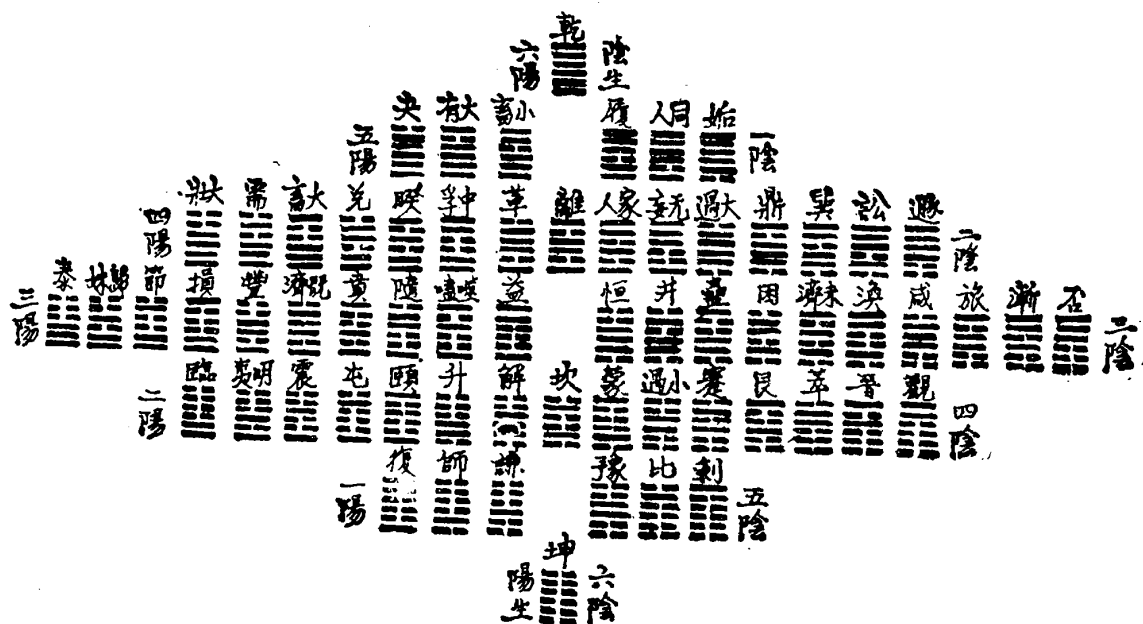 陰生 乾 六陽
一陰 姤 同人 履 小畜 大有 夬 五陽
二陰 遯 訟 巽 鼎 大過 无妄 家人 離 革 中孚 睽 兌 大畜 需 大壯 四陽
三陰 否 漸 旅 咸 渙 未濟 困 蠱 井 恒 益 噬嗑 隨 賁 既濟 豐 損 節 歸妹 泰 三陽
四陰 觀 晉 萃 艮 蹇 小過 蒙 坎 解 升 頤 屯 震 明夷 臨 二陽
五陰 剝 比 豫 謙 師 復 一陽
六陰 坤 陽生